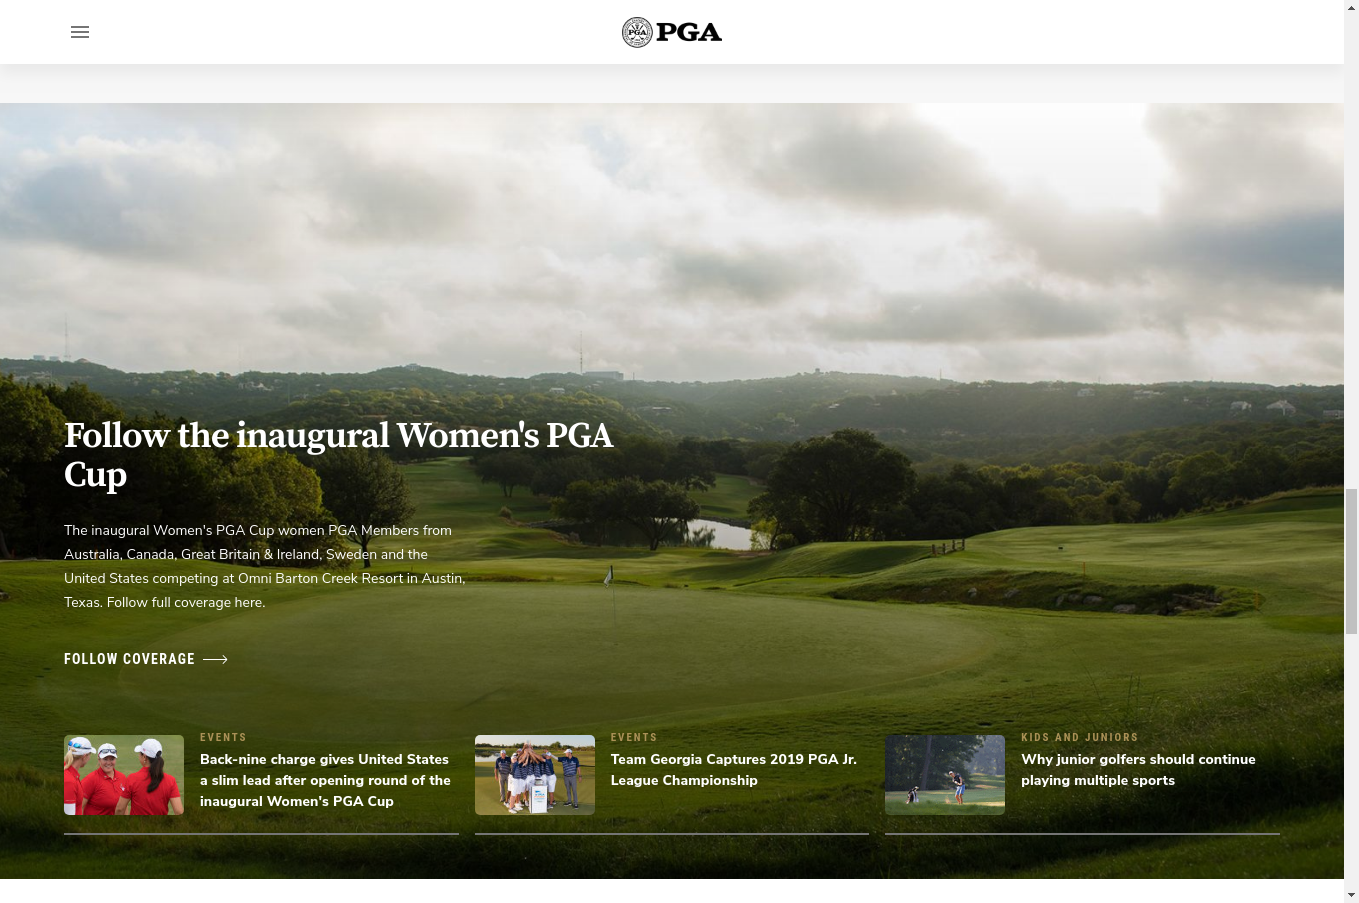 PGA
Follow the inaugural Women's PGA
Cup
The inaugural Women's PGA Cup women PGA Members from
Australia, Canada, Great Britain & Ireland, Sweden and the
United States competing at Omni Barton Creek Resort in Austin,
Texas. Follow full coverage here.
FOLLOW COVERAGE
EVENTS
Back-nine charge gives United States
a slim lead after opening round of the
inaugural Women's PGA Cup
EVENTS
Team Georgia Captures 2019 PGA Jr.
League Championship
KIDS AND JUNIORS
Why junior golfers should continue
playing multiple sports